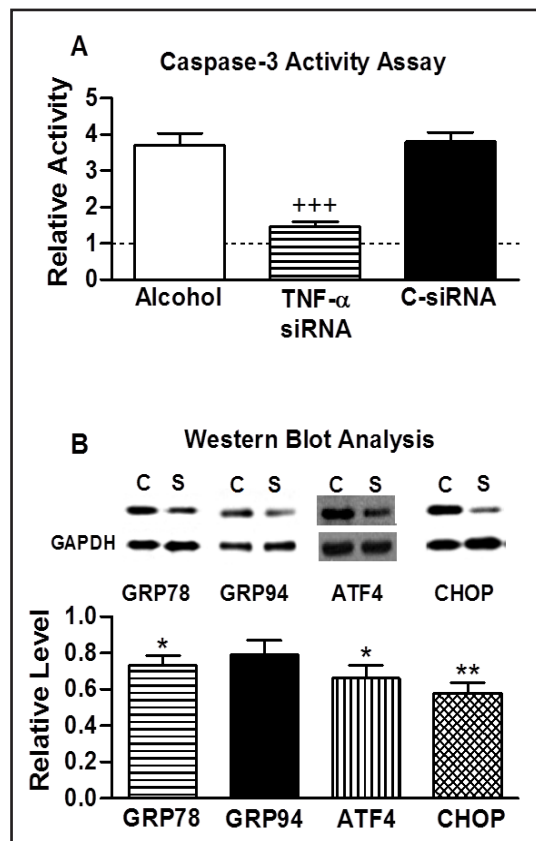 A
Caspase-3 Activity Assay
Relative Activity
5
4
3
2
1
0
+++
Alcohol
TNF-α
siRNA
C-siRNA
B
Western Blot Analysis
C S C S C S C S
GAPDH
GRP78 GRP94 ATF4 CHOP
Relative Level
1.0
0.8
0.6
0.4
0.2
0.0
* * **
GRP78 GRP94 ATF4 CHOP